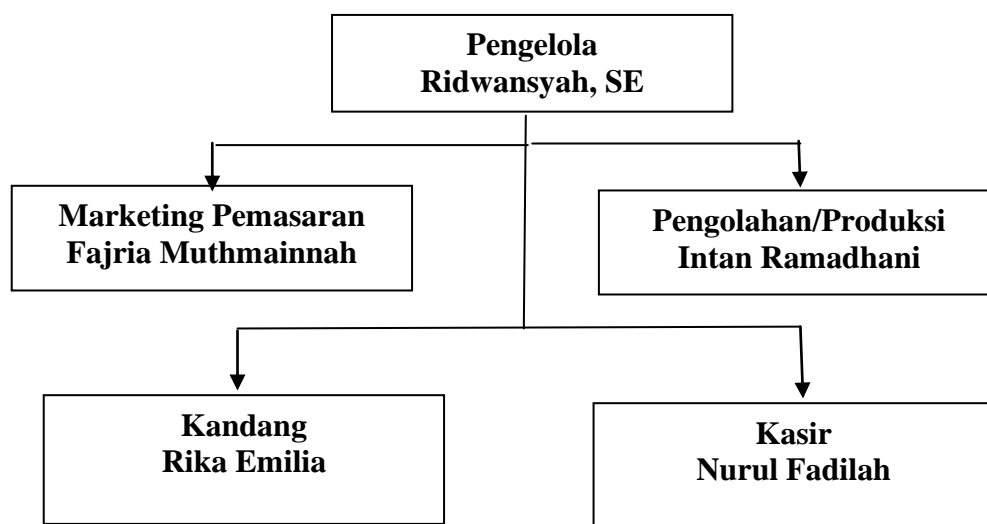 Pengelola
Ridwansyah, SE
Marketing Pemasaran
Fajria Muthmainnah
Pengolahan/Produksi
Intan Ramadhani
Kandang
Rika Emilia
Kasir
Nurul Fadilah